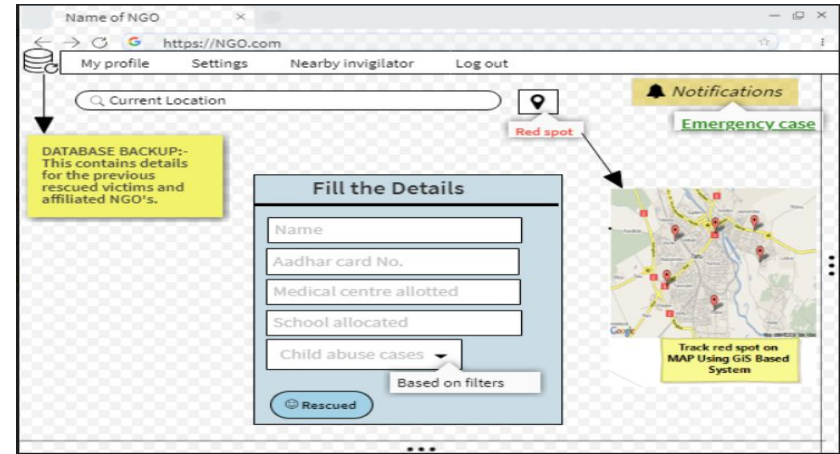 Name of NGO
https://NGO.com
My profile Settings Nearby invigilator Log out
Current Location
Notifications
Emergency case
Red spot
DATABASE BACKUP:-
This contains details
for the previous
rescued victims and
affiliated NGO's.
Fill the Details
Name
Aadhar card No.
Medical centre allotted
School allocated
Child abuse cases
Based on filters
Rescued
Google
Track red spot on
MAP Using GiS Based
System